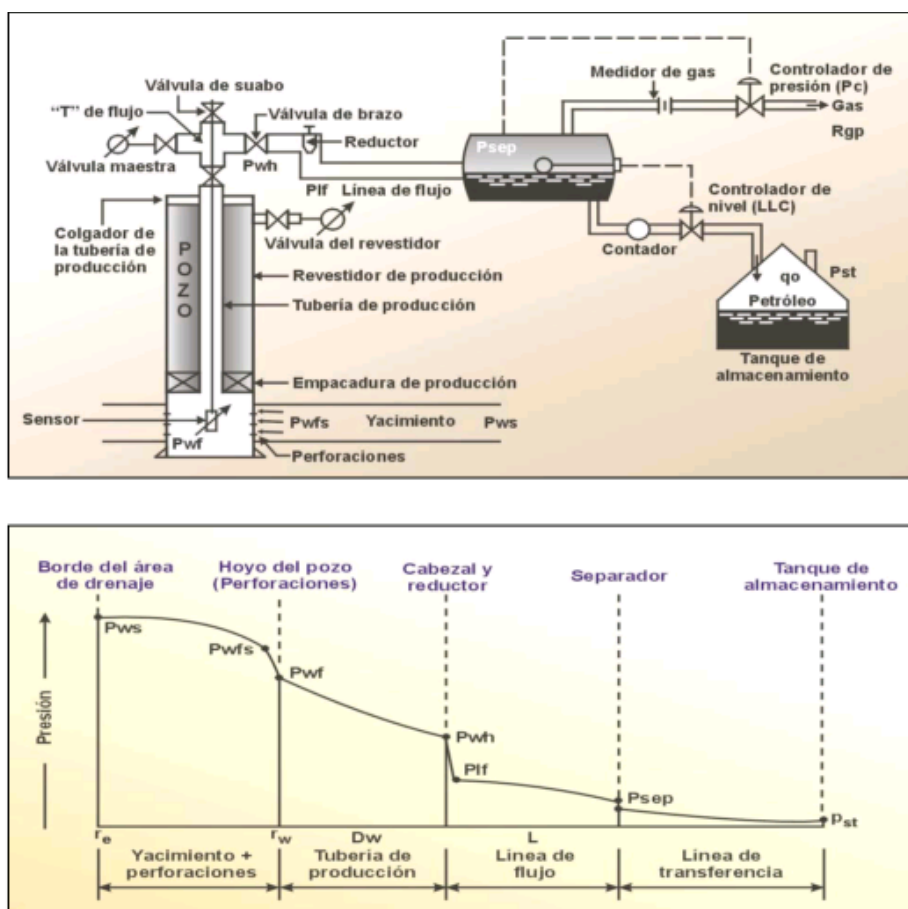 Válvula de suabo
“T” de flujo
Válvula de brazo
Reductor
Válvula maestra
Pwh
Plf Línea de flujo
Medidor de gas
Controlador de
presión (Pc)
Gas
Rgp
Psep
Controlador de
nivel (LLC)
Contador
Colgador de
la tubería de
producción
POZO
Válvula del revestidor
Revestidor de producción
Tubería de producción
qo
Pst
Petróleo
Tanque de
almacenamiento
Empacadura de producción
Sensor
Pwfs Yacimiento Pws
Pwf
Perforaciones
Borde del área
de drenaje
Hoyo del pozo
(Perforaciones)
Cabezal y
reductor
Separador
Tanque de
almacenamiento
Presión
Pws
Pwfs
Pwf
Pwh
Plf
Psep
Pst
re
rw
Dw
L
Yacimiento +
perforaciones
Tuberia de
producción
Linea de
flujo
Linea de
transferencia